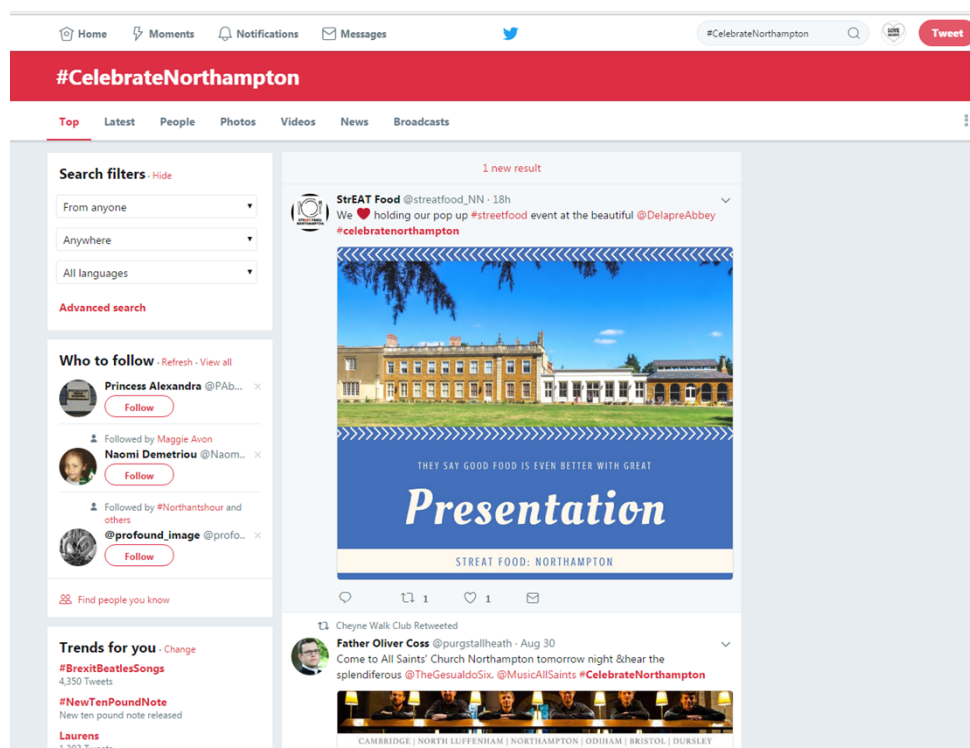 Home
Moments
Notifications
Messages
#CelebrateNorthampton
Tweet
#CelebrateNorthampton
Top
Latest
People
Photos
Videos
News
Broadcasts
Search filters · Hide
From anyone
Anywhere
All languages
Advanced search
Who to follow · Refresh · View all
Princess Alexandra @PAb...
Follow
Followed by Maggie Avon
Naomi Demetriou @Naom..
Follow
Followed by #Northantshour and
others
@profound_image @profo..
Follow
Find people you know
Trends for you · Change
#BrexitBeatlesSongs
4,350 Tweets
#NewTenPoundNote
New ten pound note released
Laurens
1 new result
StrEAT Food @streatfood_NN · 18h
We holding our pop up #streetfood event at the beautiful @DelapreAbbey
#celebratenorthampton
THEY SAY GOOD FOOD IS EVEN BETTER WITH GREAT
Presentation
STREAT FOOD: NORTHAMPTON
1
1
Cheyne Walk Club Retweeted
Father Oliver Coss @purgstallheath · Aug 30
Come to All Saints' Church Northampton tomorrow night &hear the
splendiferous @TheGesualdoSix. @MusicAllSaints #CelebrateNorthampton
CAMBRIDGE | NORTH LUFFENHAM | NORTHAMPTON | ODIHAM | BRISTOL | DURSLEY